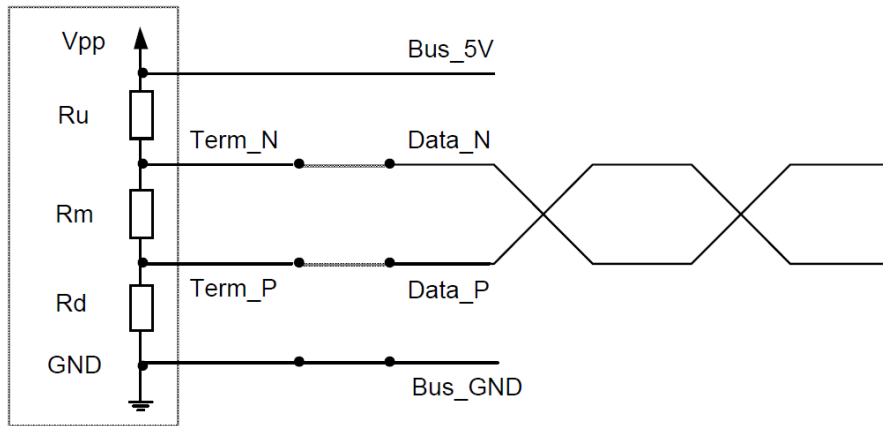 Vpp
Bus_5V
Ru
Term_N
Data_N
Rm
Term_P
Data_P
Rd
GND
Bus_GND